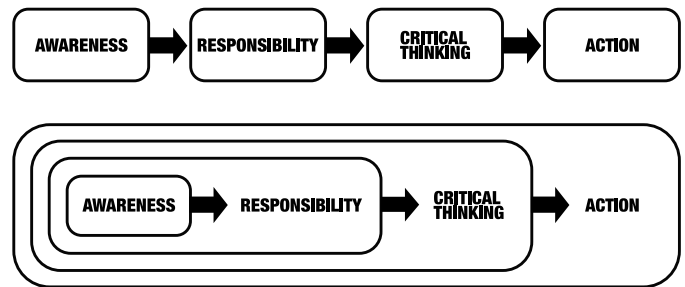 AWARENESS
RESPONSIBILITY
CRITICAL
THINKING
ACTION
AWARENESS
RESPONSIBILITY
CRITICAL
THINKING
ACTION